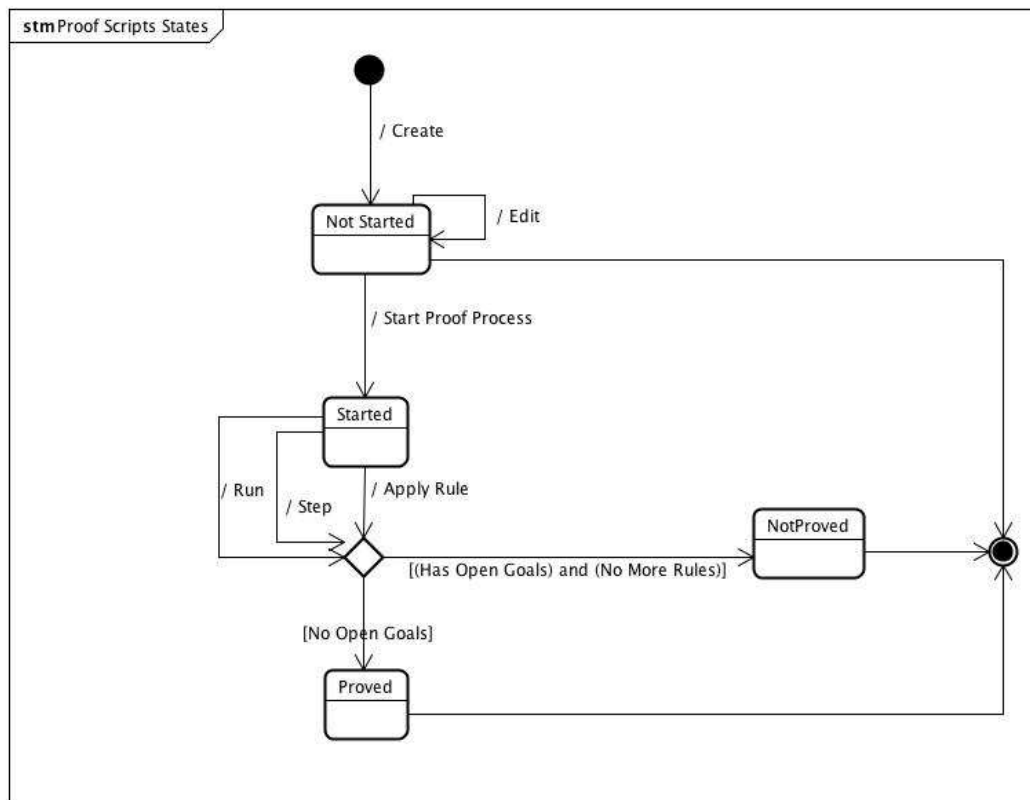 stm Proof Scripts States
/ Create
Not Started
/ Edit
/ Start Proof Process
Started
/ Run
/ Step
/ Apply Rule
NotProved
[(Has Open Goals) and (No More Rules)]
[No Open Goals]
Proved